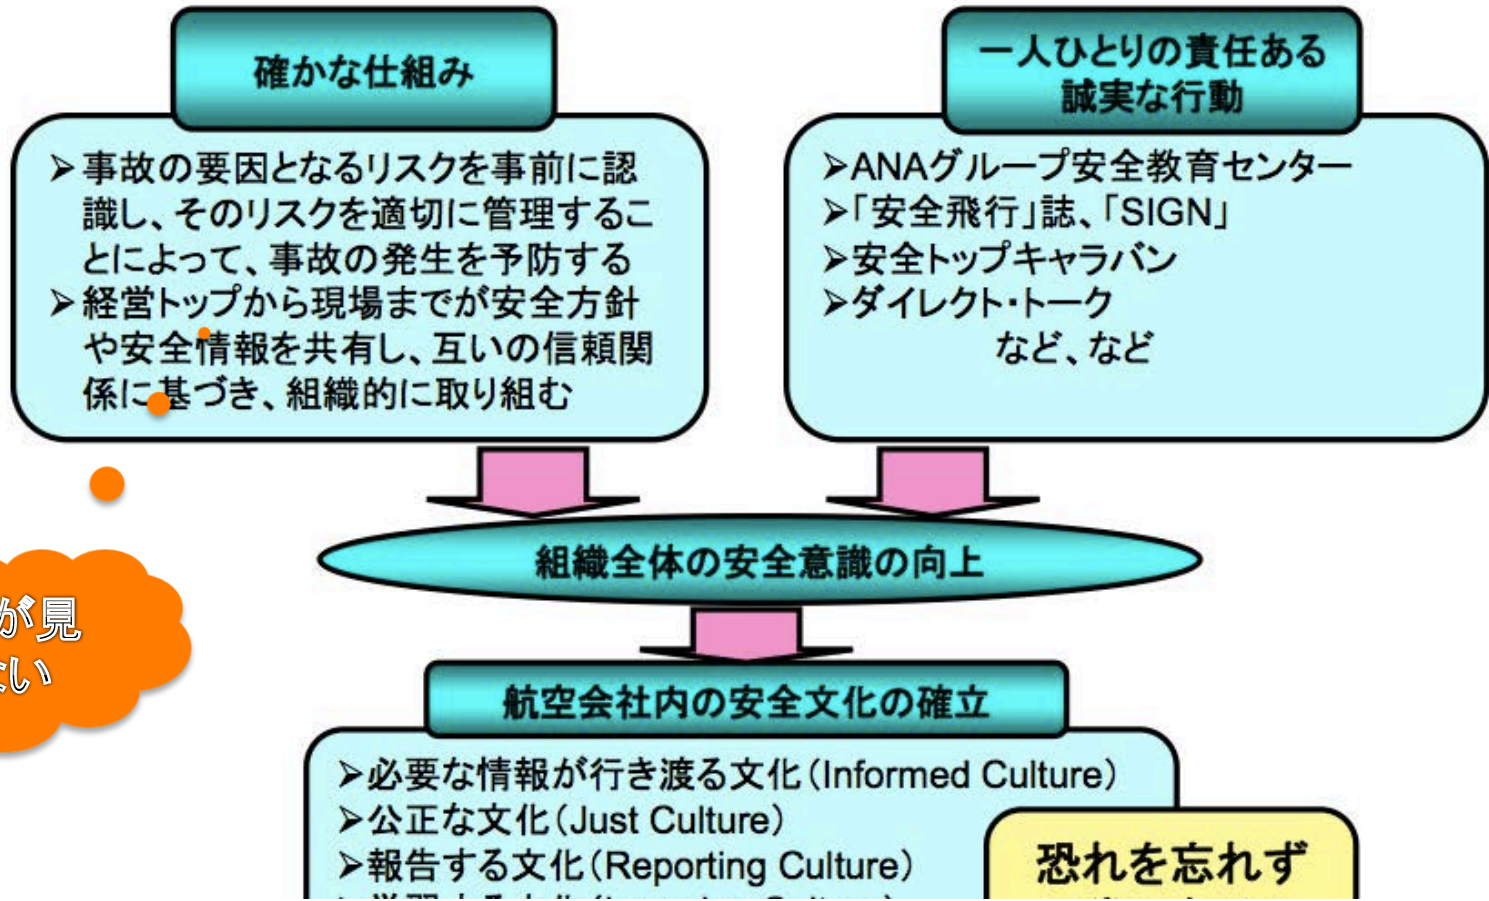 確かな仕組み
➢事故の要因となるリスクを事前に認
識し、そのリスクを適切に管理するこ
とによって、事故の発生を予防する
➢経営トップから現場までが安全方針
や安全情報を共有し、互いの信頼関
係に基づき、組織的に取り組む
一人ひとりの責任ある
誠実な行動
➢ANAグループ安全教育センター
➢「安全飛行」誌、「SIGN」
➢安全トップキャラバン
➢ダイレクト・トーク
など、など
組織全体の安全意識の向上
が見
ない
航空会社内の安全文化の確立
➢必要な情報が行き渡る文化(Informed Culture)
➢公正な文化(Just Culture)
➢報告する文化(Reporting Culture)
恐れを忘れず